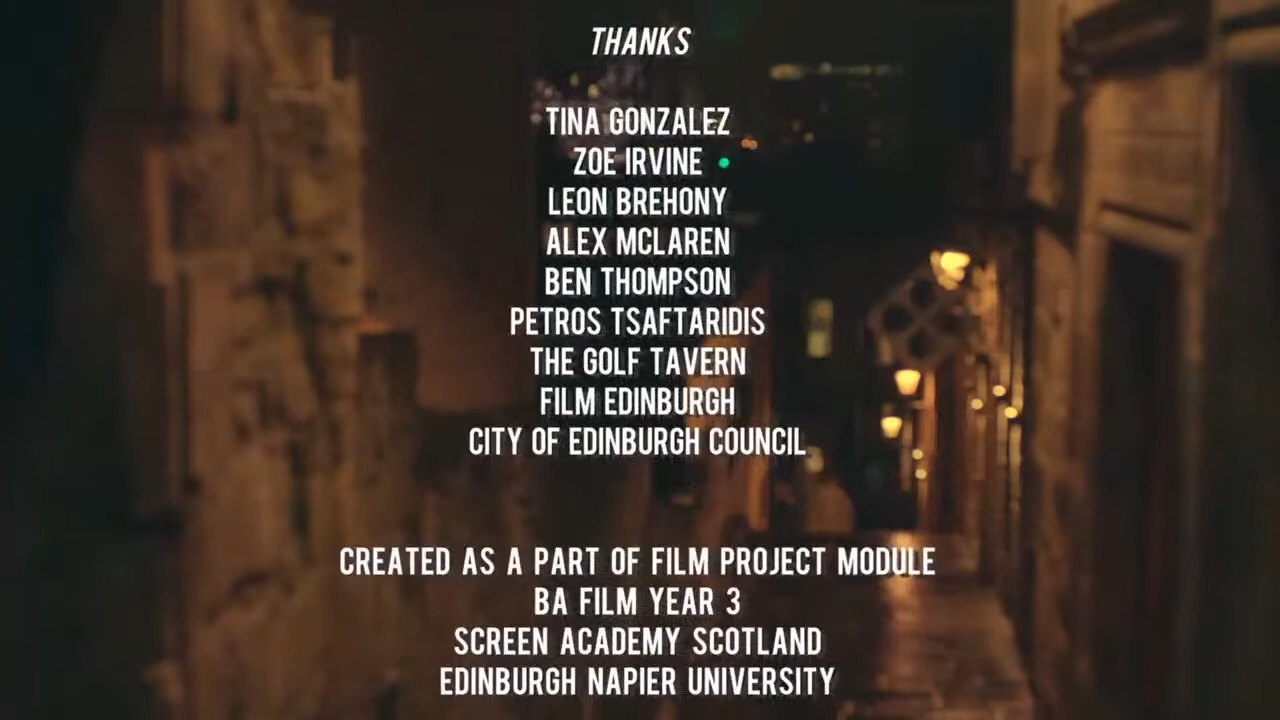 THANKS
TINA GONZALEZ
ZOE IRVINE
LEON BREHONY
ALEX MCLAREN
BEN THOMPSON
PETROS TSAFTARIDIS
THE GOLF TAVERN
FILM EDINBURGH
CITY OF EDINBURGH COUNCIL
CREATED AS A PART OF FILM PROJECT MODULE
BA FILM YEAR 3
SCREEN ACADEMY SCOTLAND
EDINBURGH NAPIER UNIVERSITY